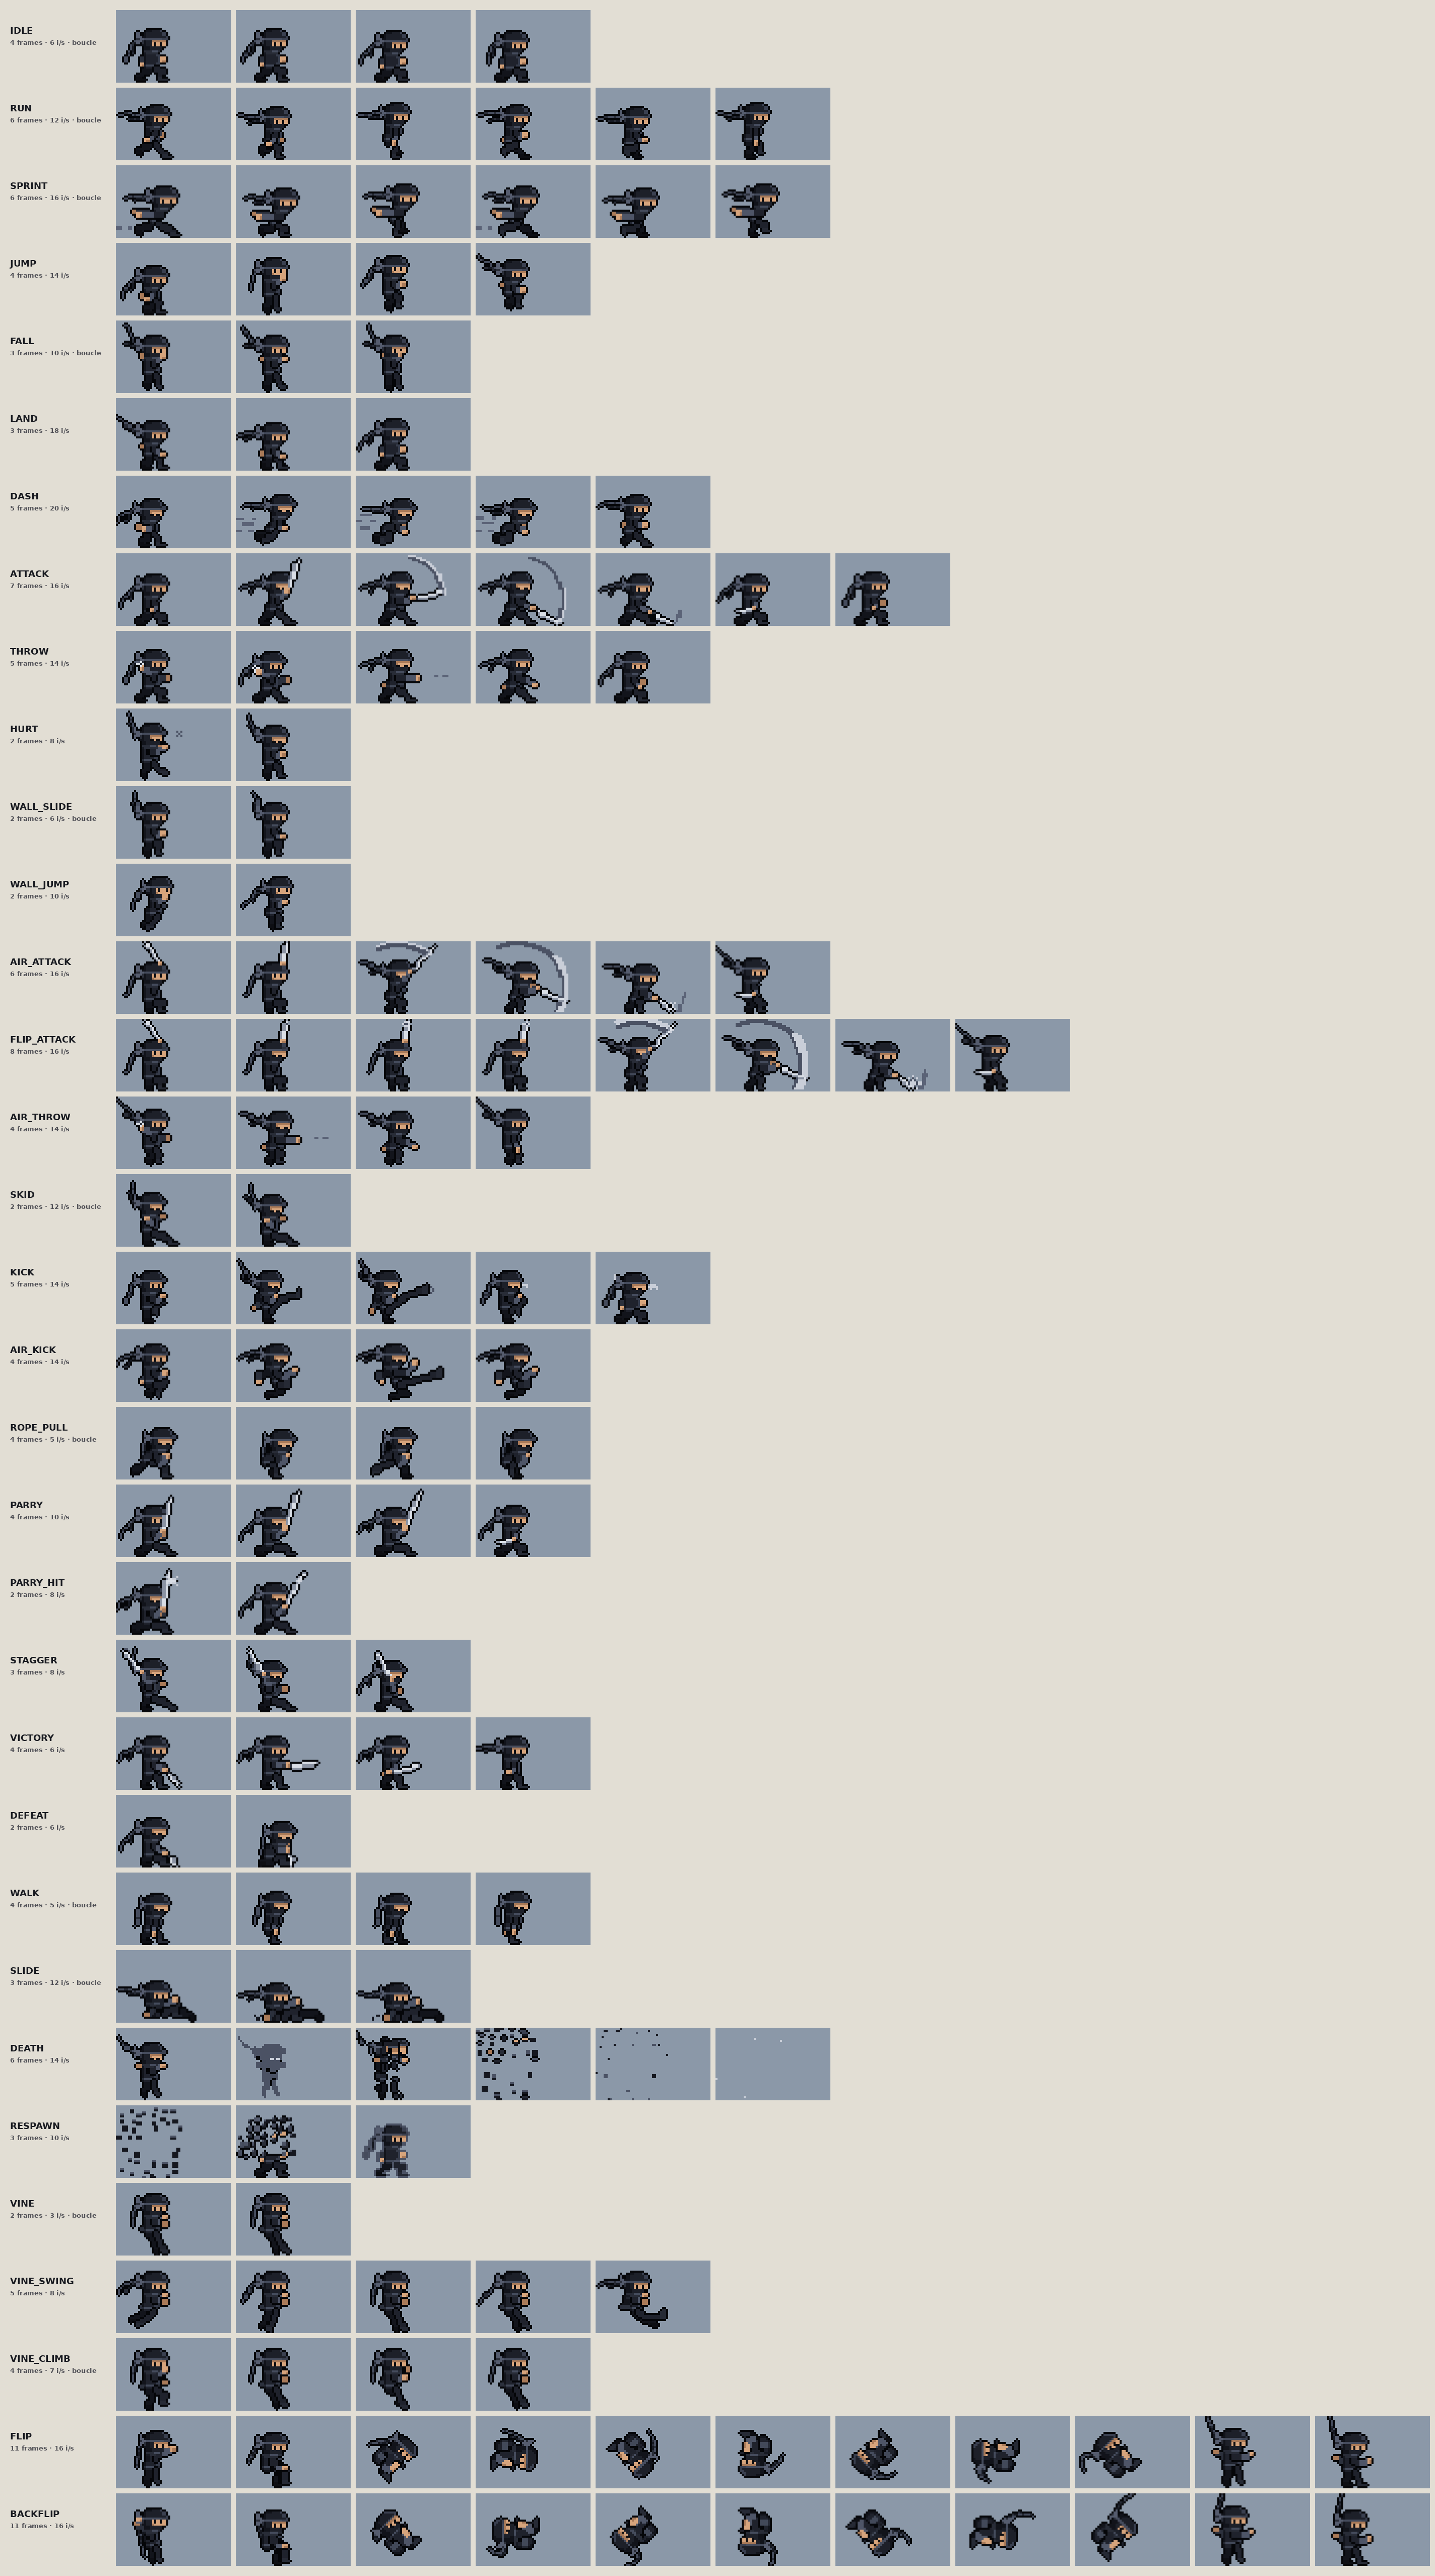 IDLE
4 frames · 6 i/s · boucle
RUN
6 frames · 12 i/s · boucle
SPRINT
6 frames · 16 i/s · boucle
JUMP
4 frames · 14 i/s
FALL
3 frames · 10 i/s · boucle
LAND
3 frames · 18 i/s
DASH
5 frames · 20 i/s
ATTACK
7 frames · 16 i/s
THROW
5 frames · 14 i/s
HURT
2 frames · 8 i/s
WALL_SLIDE
2 frames · 6 i/s · boucle
WALL_JUMP
2 frames · 10 i/s
AIR_ATTACK
6 frames · 16 i/s
FLIP_ATTACK
8 frames · 16 i/s
AIR_THROW
4 frames · 14 i/s
SKID
2 frames · 12 i/s · boucle
KICK
5 frames · 14 i/s
AIR_KICK
4 frames · 14 i/s
ROPE_PULL
4 frames · 5 i/s · boucle
PARRY
4 frames · 10 i/s
PARRY_HIT
2 frames · 8 i/s
STAGGER
3 frames · 8 i/s
VICTORY
4 frames · 6 i/s
DEFEAT
2 frames · 6 i/s
WALK
4 frames · 5 i/s · boucle
SLIDE
3 frames · 12 i/s · boucle
DEATH
6 frames · 14 i/s
RESPAWN
3 frames · 10 i/s
VINE
2 frames · 3 i/s · boucle
VINE_SWING
5 frames · 8 i/s
VINE_CLIMB
4 frames · 7 i/s · boucle
FLIP
11 frames · 16 i/s
BACKFLIP
11 frames · 16 i/s